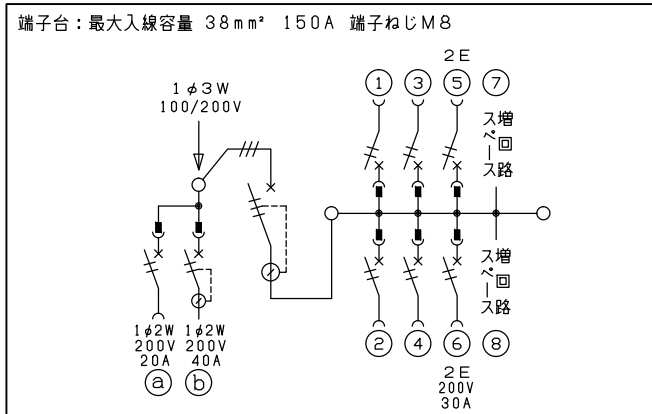 端子台：最大入線容量 38mm² 150A 端子ねじM8
1φ3W
100/200V
2E
① ③ ⑤ ⑦
増回路
スペース
1φ2W
200V
20A
ⓐ
1φ2W
200V
40A
ⓑ
増回路
スペース
② ④ ⑥ ⑧
2E
200V
30A